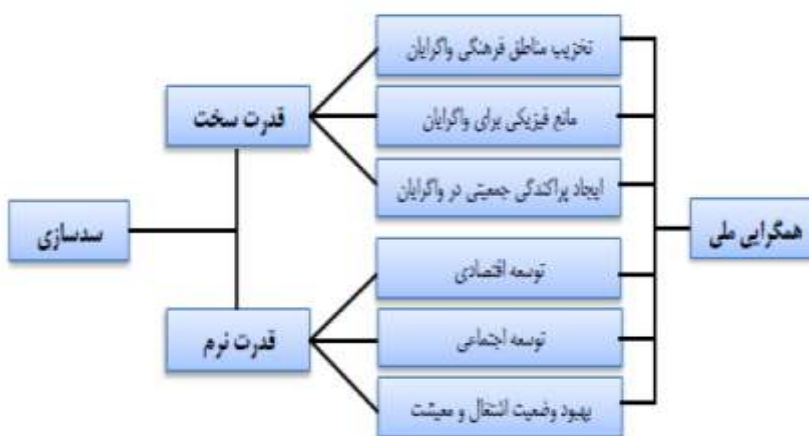 تخریب مناطق فرهنگی واگرایان
قدرت سخت
مانع فیزیکی برای واگرایان
ایجاد پراکندگی جمعیتی در واگرایان
همگرایی ملی
سدسازی
توسعه اقتصادی
قدرت نرم
توسعه اجتماعی
بهبود وضعیت اشتغال و معیشت